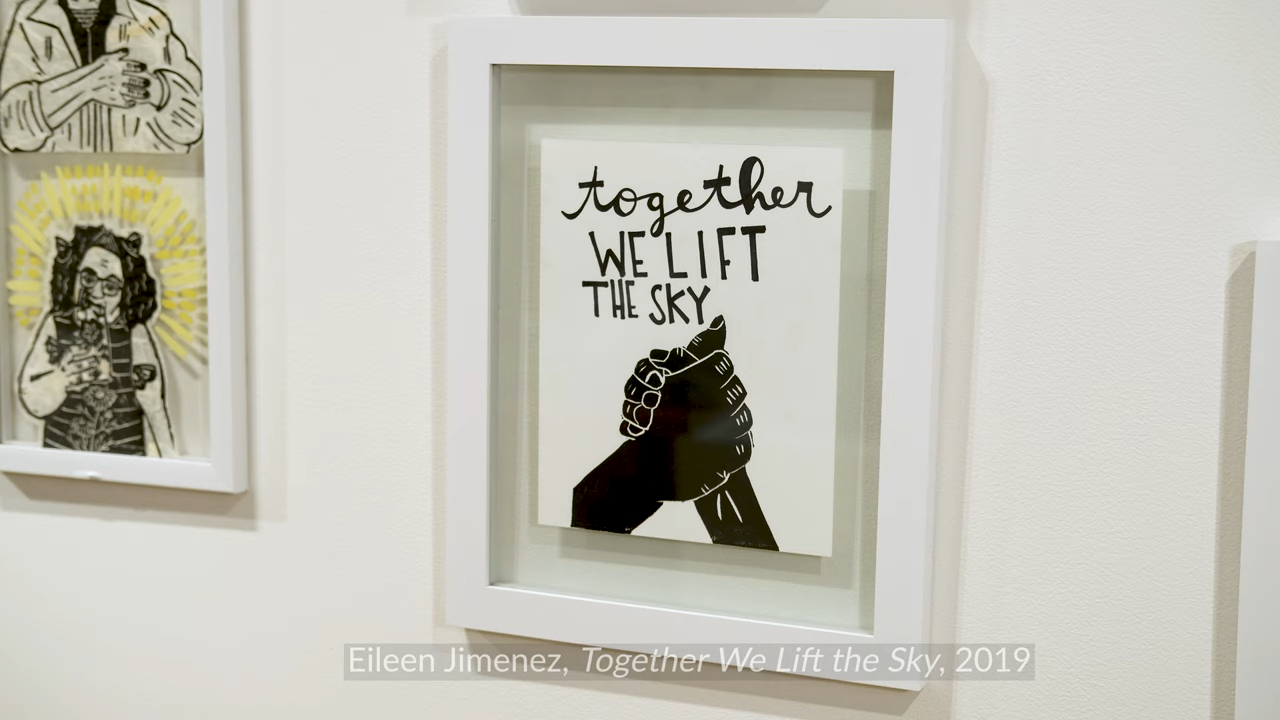 together
WE LIFT
THE SKY
Eileen Jimenez, Together We Lift the Sky, 2019